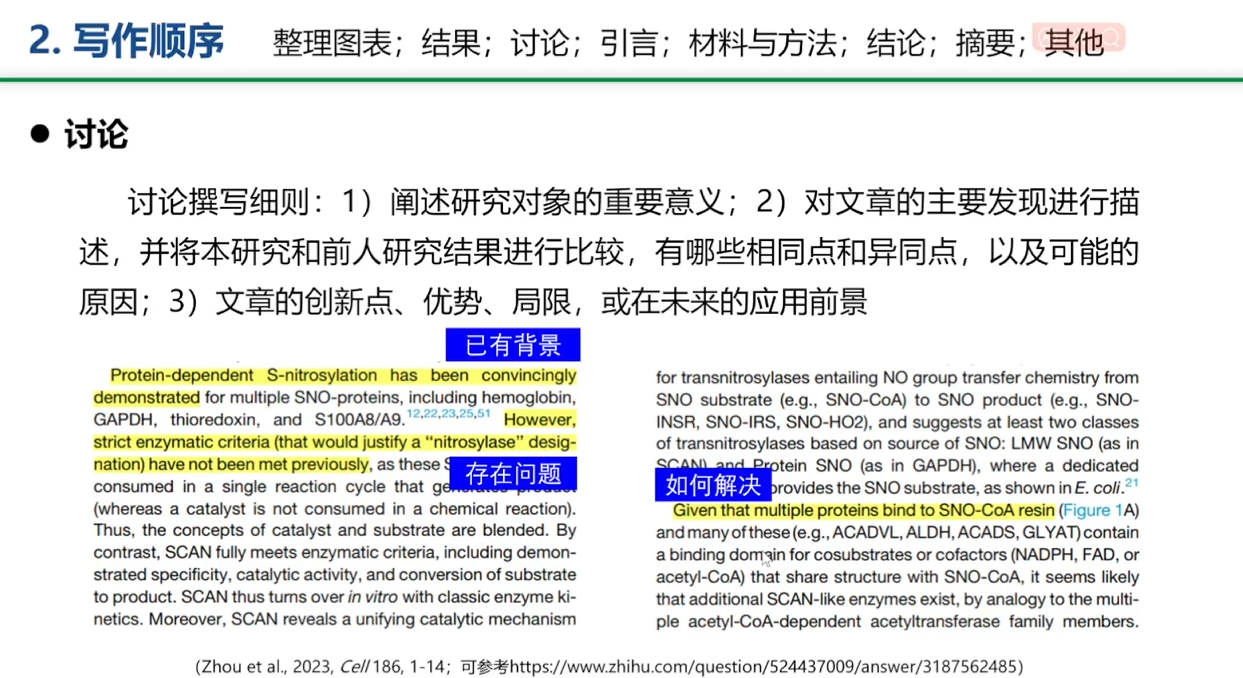 2. 写作顺序 整理图表；结果；讨论；引言；材料与方法；结论；摘要；其他
● 讨论
讨论撰写细则：1）阐述研究对象的重要意义；2）对文章的主要发现进行描
述，并将本研究和前人研究结果进行比较，有哪些相同点和异同点，以及可能的
原因；3）文章的创新点、优势、局限，或在未来的应用前景
已有背景
Protein-dependent S-nitrosylation has been convincingly
demonstrated for multiple SNO-proteins, including hemoglobin,
GAPDH, thioredoxin, and S100A8/A9.12,22,23,25,51 However,
strict enzymatic criteria (that would justify a “nitrosylase” desig-
nation) have not been met previously, as these
存在问题
consumed in a single reaction cycle that
(whereas a catalyst is not consumed in a chemical reaction).
Thus, the concepts of catalyst and substrate are blended. By
contrast, SCAN fully meets enzymatic criteria, including demon-
strated specificity, catalytic activity, and conversion of substrate
to product. SCAN thus turns over in vitro with classic enzyme ki-
netics. Moreover, SCAN reveals a unifying catalytic mechanism
for transnitrosylases entailing NO group transfer chemistry from
SNO substrate (e.g., SNO-CoA) to SNO product (e.g., SNO-
INSR, SNO-IRS, SNO-HO2), and suggests at least two classes
of transnitrosylases based on source of SNO: LMW SNO (as in
SCAN) and Protein SNO (as in GAPDH), where a dedicated
如何解决
provides the SNO substrate, as shown in E. coli.21
Given that multiple proteins bind to SNO-CoA resin (Figure 1A)
and many of these (e.g., ACADVL, ALDH, ACADS, GLYAT) contain
a binding domain for cosubstrates or cofactors (NADPH, FAD, or
acetyl-CoA) that share structure with SNO-CoA, it seems likely
that additional SCAN-like enzymes exist, by analogy to the multi-
ple acetyl-CoA-dependent acetyltransferase family members.
(Zhou et al., 2023, Cell 186, 1-14；可参考https://www.zhihu.com/question/524437009/answer/3187562485)